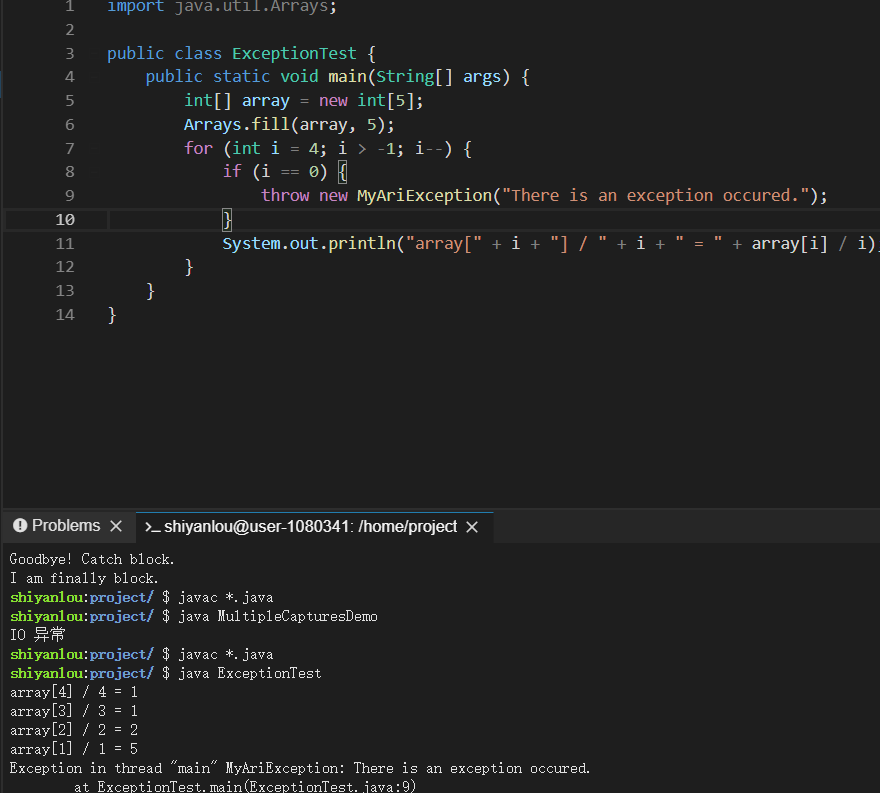 1 import java.util.Arrays;
2
3 public class ExceptionTest {
4 public static void main(String[] args) {
5 int[] array = new int[5];
6 Arrays.fill(array, 5);
7 for (int i = 4; i > -1; i--) {
8 if (i == 0) {
9 throw new MyAriException("There is an exception occured.");
10 }
11 System.out.println("array[" + i + "] / " + i + " = " + array[i] / i)
12 }
13 }
14 }
Problems
>_ shiyanlou@user-1080341: /home/project
Goodbye! Catch block.
I am finally block.
shiyanlou:project/ $ javac *.java
shiyanlou:project/ $ java MultipleCapturesDemo
IO 异常
shiyanlou:project/ $ javac *.java
shiyanlou:project/ $ java ExceptionTest
array[4] / 4 = 1
array[3] / 3 = 1
array[2] / 2 = 2
array[1] / 1 = 5
Exception in thread "main" MyAriException: There is an exception occured.
at ExceptionTest.main(ExceptionTest.java:9)